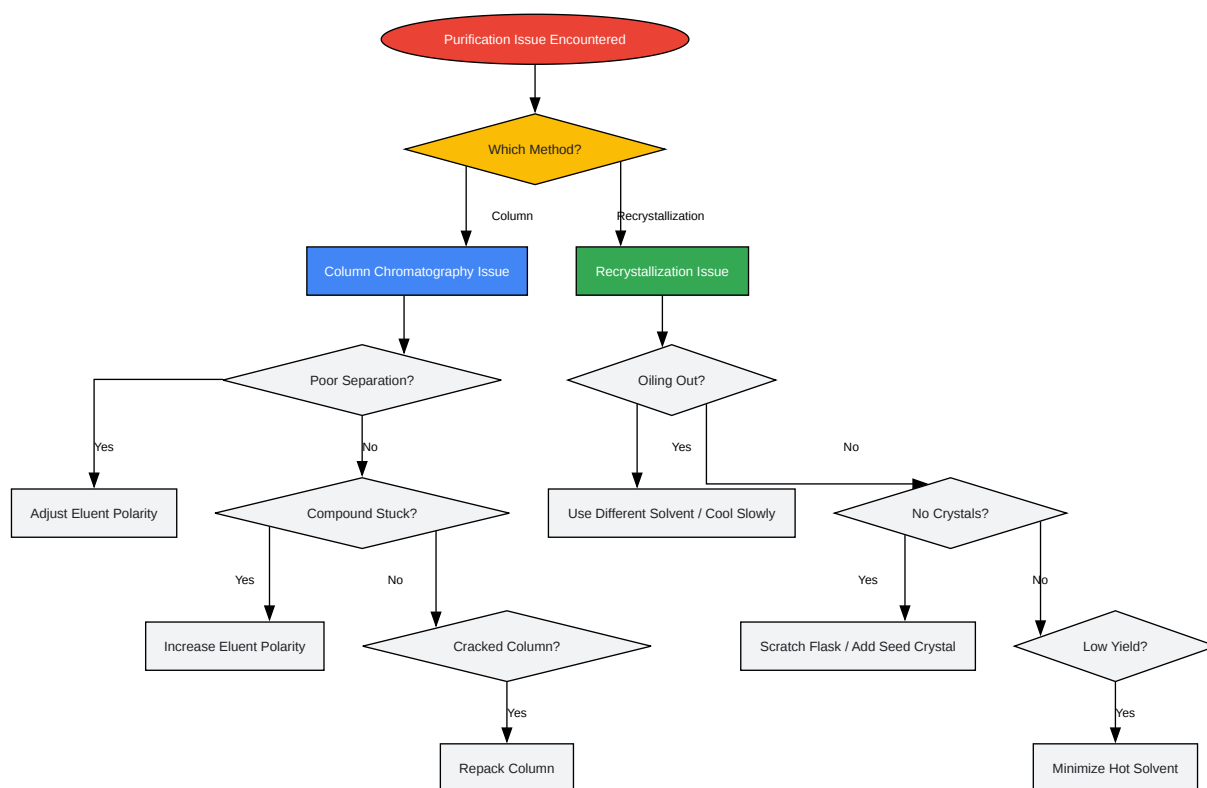 Purification Issue Encountered
Which Method?
Column
Recrystallization
Column Chromatography Issue
Recrystallization Issue
Poor Separation?
Oiling Out?
Yes
No
Yes
No
Adjust Eluent Polarity
Compound Stuck?
Use Different Solvent / Cool Slowly
No Crystals?
Yes
No
Yes
No
Increase Eluent Polarity
Cracked Column?
Scratch Flask / Add Seed Crystal
Low Yield?
Yes
Yes
Repack Column
Minimize Hot Solvent